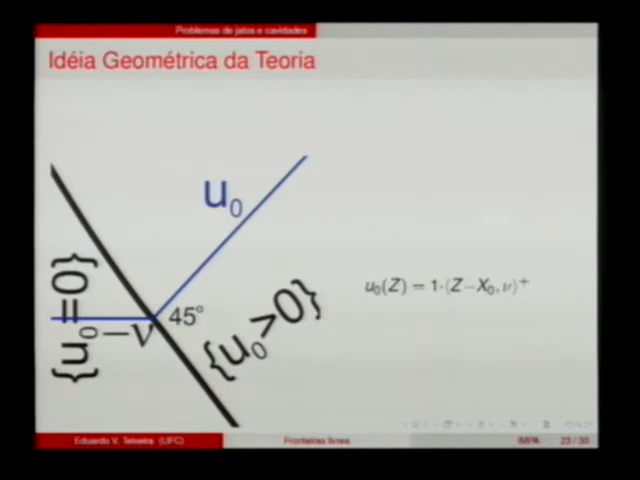 Problemas de jatos e cavidades
Idéia Geométrica da Teoria
u₀
{u₀=0}
−ν
45°
{u₀>0}
u₀(Z) = 1·⟨Z−X₀,ν⟩⁺
Eduardo V. Teixeira (UFC)
Fronteiras livres
IMPA
23 / 30